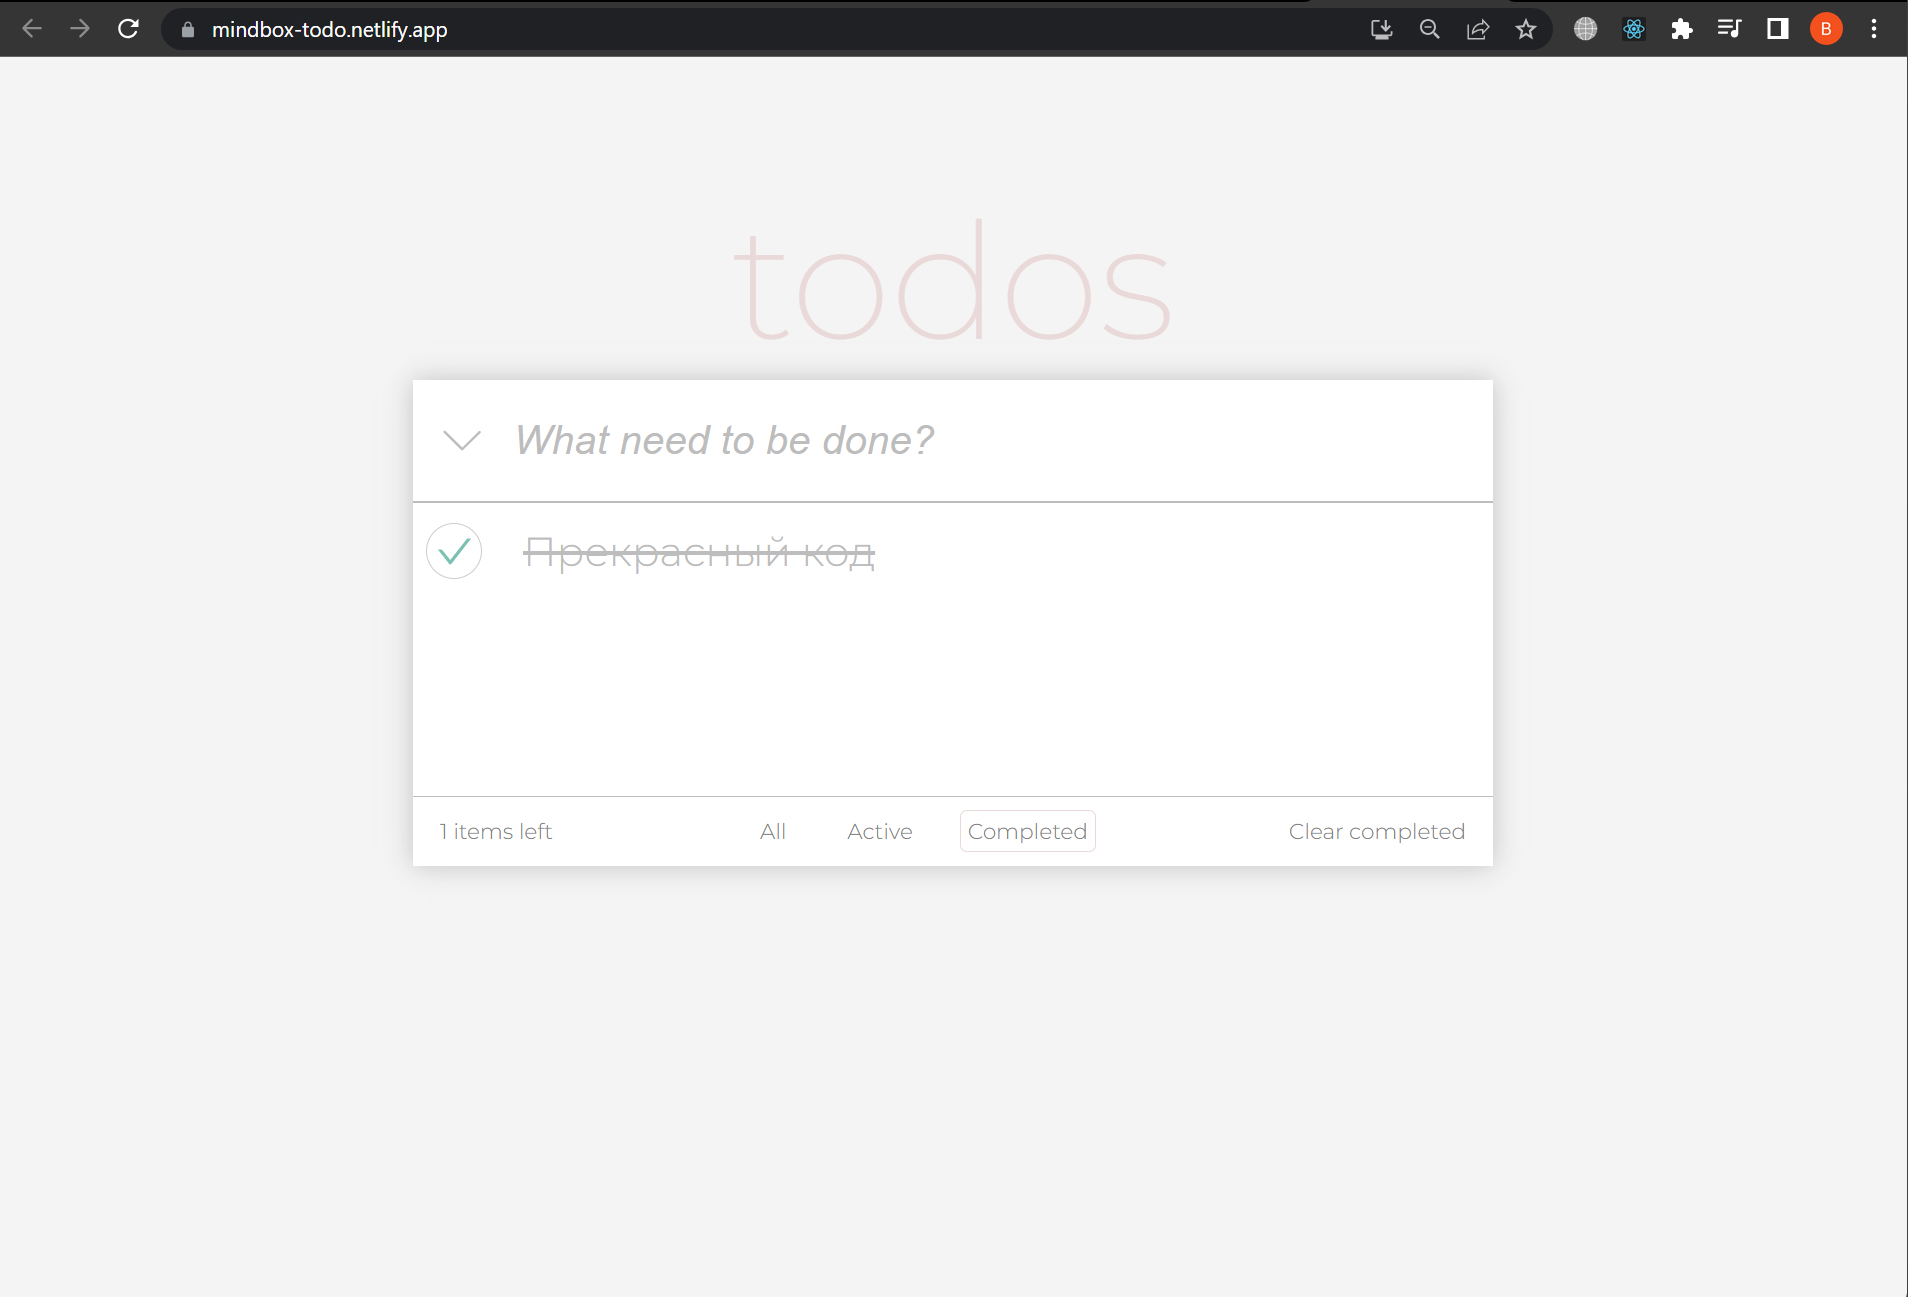 mindbox-todo.netlify.app
B
todos
What need to be done?
Прекрасный код
1 items left
All
Active
Completed
Clear completed